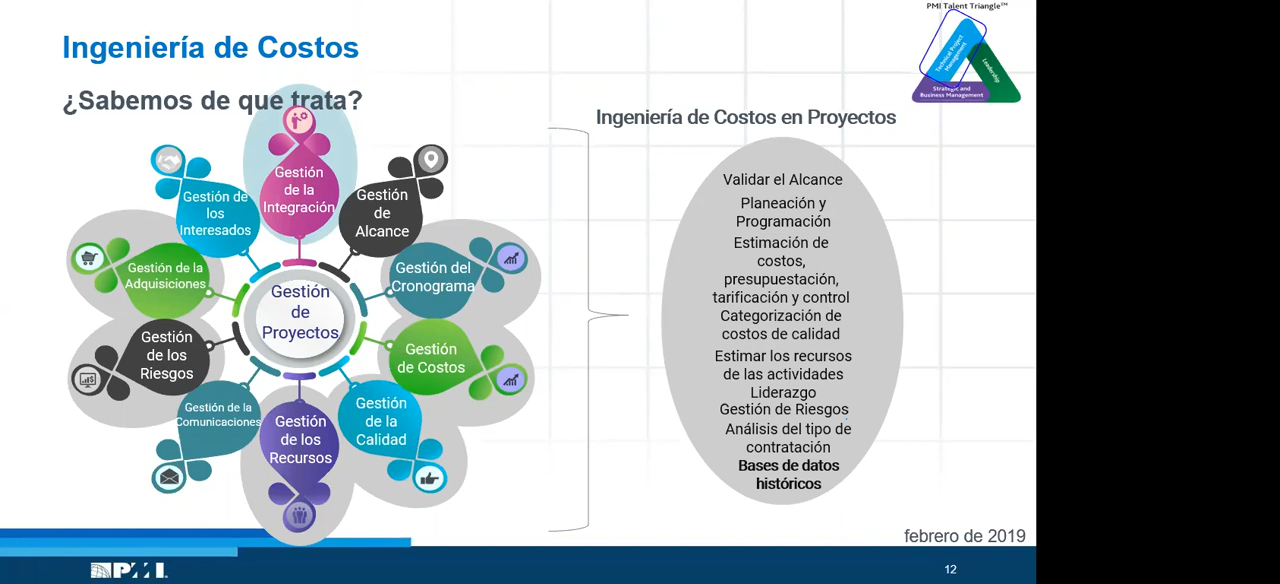 PMI Talent Triangle™
Technical Project
Management
Leadership
Strategic and
Business Management
Ingeniería de Costos
¿Sabemos de que trata?
Ingeniería de Costos en Proyectos
Gestión
de la
Integración
Gestión
de
Alcance
Gestión del
Cronograma
Gestión
de Costos
Gestión
de la
Calidad
Gestión
de los
Recursos
Gestión de la
Comunicaciones
Gestión
de los
Riesgos
Gestión de la
Adquisiciones
Gestión de
los
Interesados
Gestión
de
Proyectos
Validar el Alcance
Planeación y
Programación
Estimación de
costos,
presupuestación,
tarificación y control
Categorización de
costos de calidad
Estimar los recursos
de las actividades
Liderazgo
Gestión de Riesgos
Análisis del tipo de
contratación
Bases de datos
históricos
febrero de 2019
PMI
12